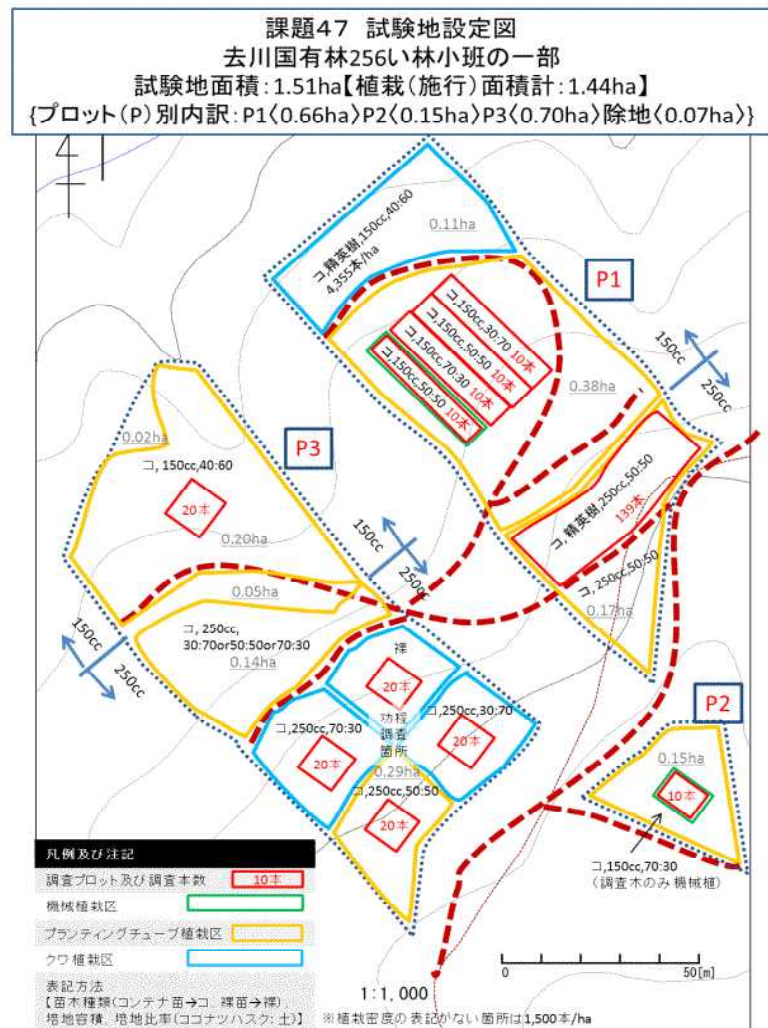 課題47 試験地設定図
去川国有林256い林小班の一部
試験地面積:1.51ha【植栽(施行)面積計:1.44ha】
{プロット(P)別内訳:P1〈0.66ha〉P2〈0.15ha〉P3〈0.70ha〉除地〈0.07ha〉}
4
コ,精英樹,150cc,40:60
4,355本/ha
0.11ha
P1
コ,150cc,30:70 10本
コ,150cc,50:50 10本
コ,150cc,70:30 10本
コ,150cc,50:50 10本
0.38ha
150cc
250cc
コ, 精英樹,250cc,50:50
139本
コ, 250cc,50:50
0.17ha
P3
0.02ha
コ, 150cc,40:60
20本
0.20ha
150cc
250cc
0.05ha
コ, 250cc,
30:70or50:50or70:30
0.14ha
150cc
250cc
裸
20本
功程
調査
箇所
コ,250cc,70:30
20本
コ,250cc,30:70
20本
0.29ha
コ,250cc,50:50
20本
P2
0.15ha
10本
コ,150cc,70:30
(調査木のみ機械植)
凡例及び注記
調査プロット及び調査本数 10本
機械植栽区
プランティングチューブ植栽区
クワ植栽区
表記方法
【苗木種類(コンテナ苗→コ、裸苗→裸)、
培地容積、培地比率(ココナツハスク:土)】
1:1,000
0 50[m]
※植栽密度の表記がない箇所は1,500本/ha